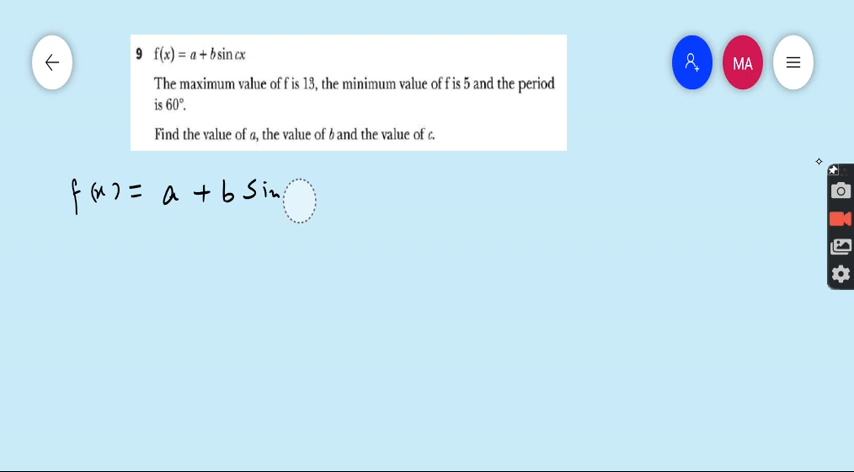 9 f(x) = a + b sin cx
The maximum value of f is 13, the minimum value of f is 5 and the period
is 60°.
Find the value of a, the value of b and the value of c.
MA
f(x) = a + b sin